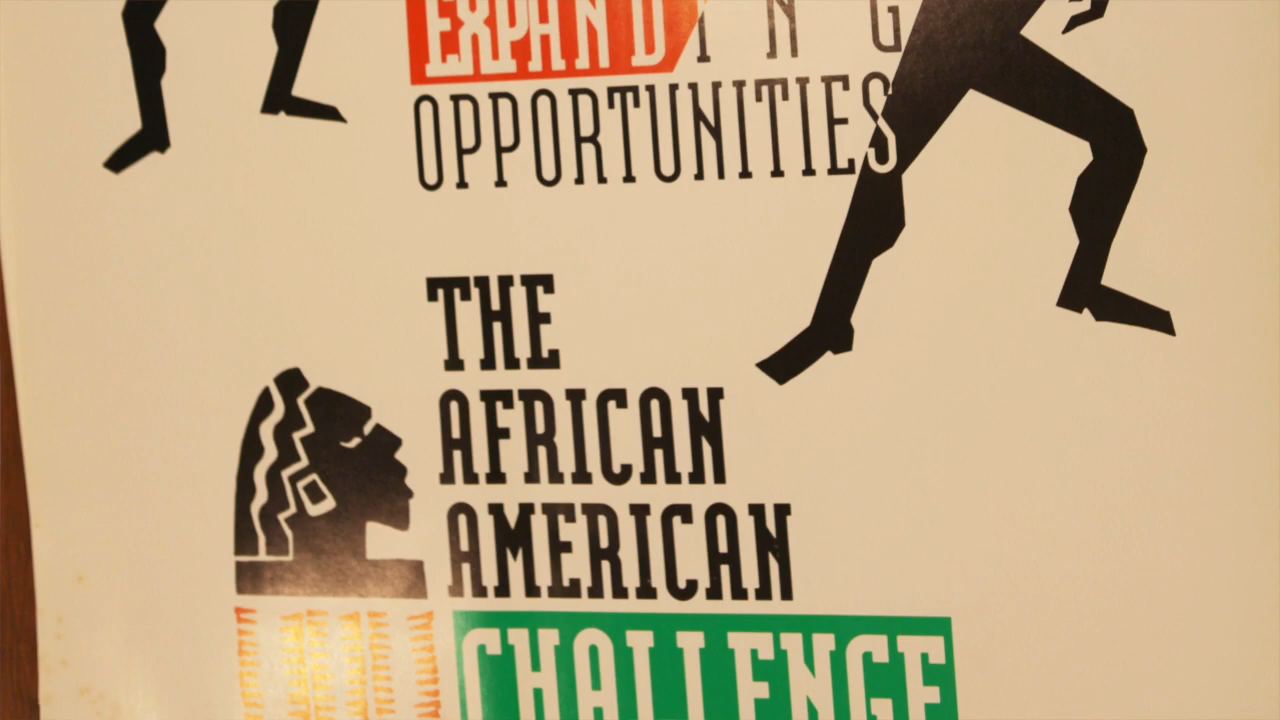 EXPANDING
OPPORTUNITIES
THE
AFRICAN
AMERICAN
CHALLENGE